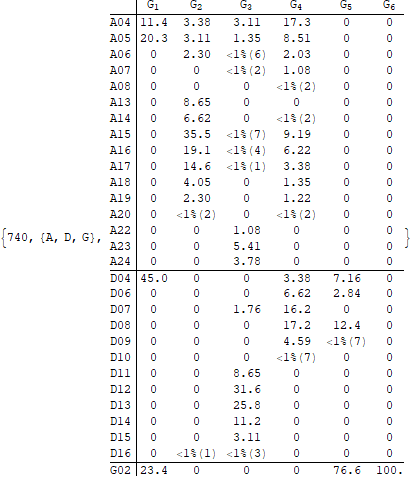 G1 G2 G3 G4 G5 G6
A04 11.4 3.38 3.11 17.3 0 0
A05 20.3 3.11 1.35 8.51 0 0
A06 0 2.30 <1%(6) 2.03 0 0
A07 0 0 <1%(2) 1.08 0 0
A08 0 0 0 <1%(2) 0 0
A13 0 8.65 0 0 0 0
A14 0 6.62 0 <1%(2) 0 0
A15 0 35.5 <1%(7) 9.19 0 0
A16 0 19.1 <1%(4) 6.22 0 0
A17 0 14.6 <1%(1) 3.38 0 0
A18 0 4.05 0 1.35 0 0
A19 0 2.30 0 1.22 0 0
A20 0 <1%(2) 0 <1%(2) 0 0
{740, {A, D, G}, }
A22 0 0 1.08 0 0 0
A23 0 0 5.41 0 0 0
A24 0 0 3.78 0 0 0
D04 45.0 0 0 3.38 7.16 0
D06 0 0 0 6.62 2.84 0
D07 0 0 1.76 16.2 0 0
D08 0 0 0 17.2 12.4 0
D09 0 0 0 4.59 <1%(7) 0
D10 0 0 0 <1%(7) 0 0
D11 0 0 8.65 0 0 0
D12 0 0 31.6 0 0 0
D13 0 0 25.8 0 0 0
D14 0 0 11.2 0 0 0
D15 0 0 3.11 0 0 0
D16 0 <1%(1) <1%(3) 0 0 0
G02 23.4 0 0 0 76.6 100.